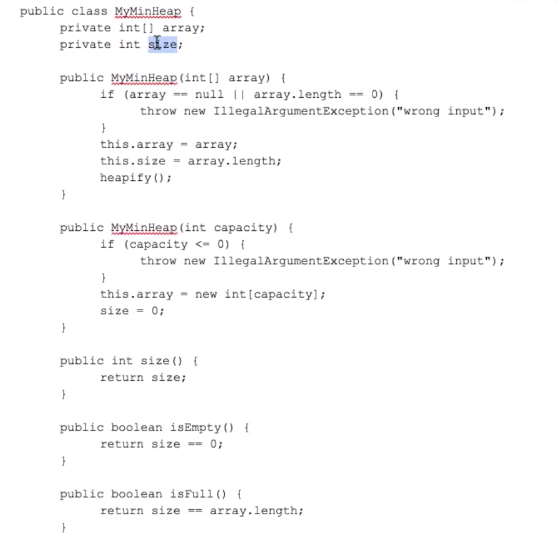 public class MyMinHeap {
private int[] array;
private int size;
public MyMinHeap(int[] array) {
if (array == null || array.length == 0) {
throw new IllegalArgumentException("wrong input");
}
this.array = array;
this.size = array.length;
heapify();
}
public MyMinHeap(int capacity) {
if (capacity <= 0) {
throw new IllegalArgumentException("wrong input");
}
this.array = new int[capacity];
size = 0;
}
public int size() {
return size;
}
public boolean isEmpty() {
return size == 0;
}
public boolean isFull() {
return size == array.length;
}